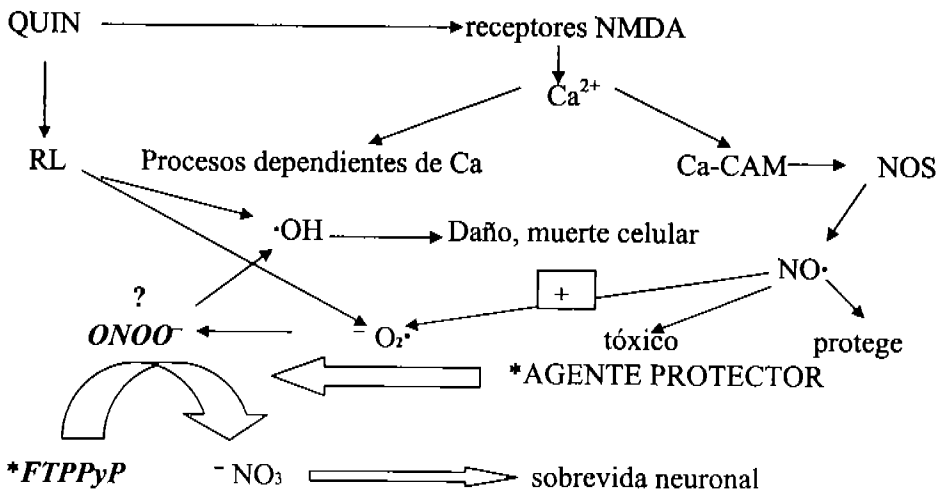 QUIN receptores NMDA
Ca²⁺
RL Procesos dependientes de Ca Ca-CAM NOS
·OH Daño, muerte celular
NO·
+
?
ONOO⁻ ⁻O₂· tóxico protege
*AGENTE PROTECTOR
*FTPPyP ⁻NO₃ sobrevida neuronal